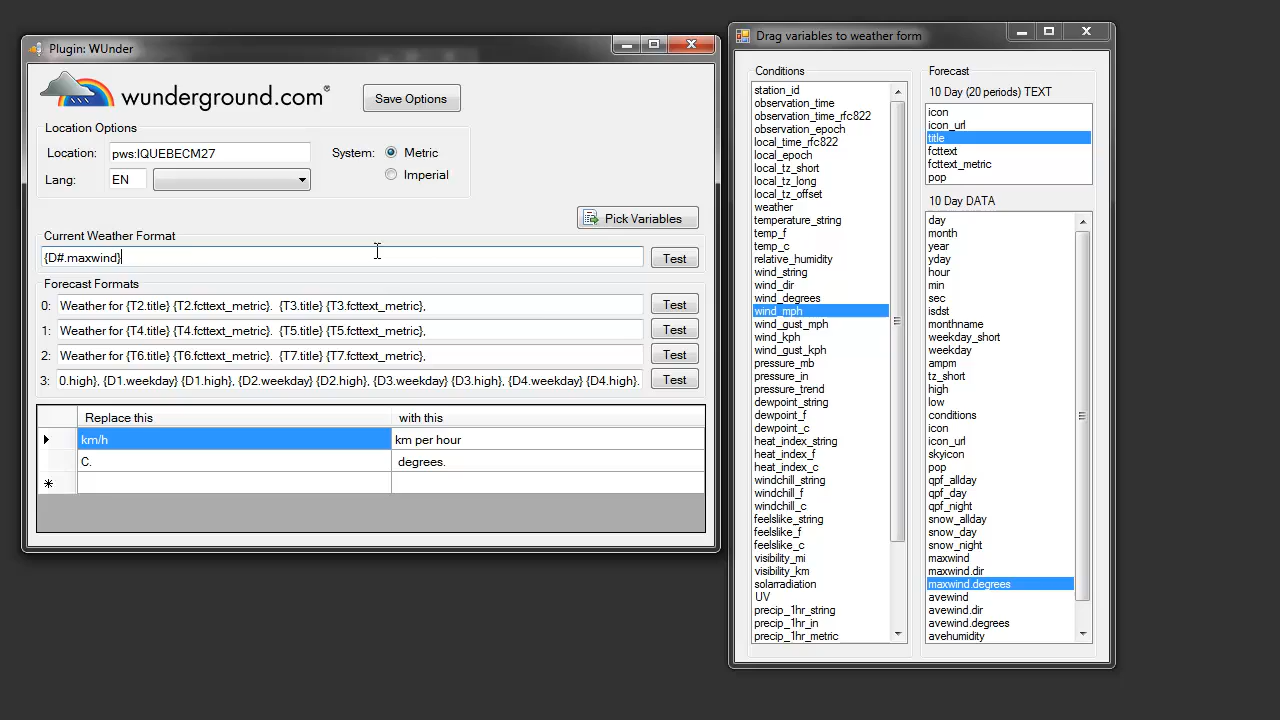 Plugin: WUnder
wunderground.com®
Save Options
Location Options
Location: pws:IQUEBECM27
System: Metric
Lang: EN
Imperial
Pick Variables
Current Weather Format
{D#.maxwind} Test
Forecast Formats
0: Weather for {T2.title} {T2.fcttext_metric}.  {T3.title} {T3.fcttext_metric}, Test
1: Weather for {T4.title} {T4.fcttext_metric}.  {T5.title} {T5.fcttext_metric}, Test
2: Weather for {T6.title} {T6.fcttext_metric}.  {T7.title} {T7.fcttext_metric}, Test
3: 0.high}, {D1.weekday} {D1.high}, {D2.weekday} {D2.high}, {D3.weekday} {D3.high}, {D4.weekday} {D4.high}. Test
Replace this with this
km/h km per hour
C. degrees.
Drag variables to weather form
Conditions
station_id
observation_time
observation_time_rfc822
observation_epoch
local_time_rfc822
local_epoch
local_tz_short
local_tz_long
local_tz_offset
weather
temperature_string
temp_f
temp_c
relative_humidity
wind_string
wind_dir
wind_degrees
wind_mph
wind_gust_mph
wind_kph
wind_gust_kph
pressure_mb
pressure_in
pressure_trend
dewpoint_string
dewpoint_f
dewpoint_c
heat_index_string
heat_index_f
heat_index_c
windchill_string
windchill_f
windchill_c
feelslike_string
feelslike_f
feelslike_c
visibility_mi
visibility_km
solarradiation
UV
precip_1hr_string
precip_1hr_in
precip_1hr_metric
Forecast
10 Day (20 periods) TEXT
icon
icon_url
title
fcttext
fcttext_metric
pop
10 Day DATA
day
month
year
yday
hour
min
sec
isdst
monthname
weekday_short
weekday
ampm
tz_short
high
low
conditions
icon
icon_url
skyicon
pop
qpf_allday
qpf_day
qpf_night
snow_allday
snow_day
snow_night
maxwind
maxwind.dir
maxwind.degrees
avewind
avewind.dir
avewind.degrees
avehumidity